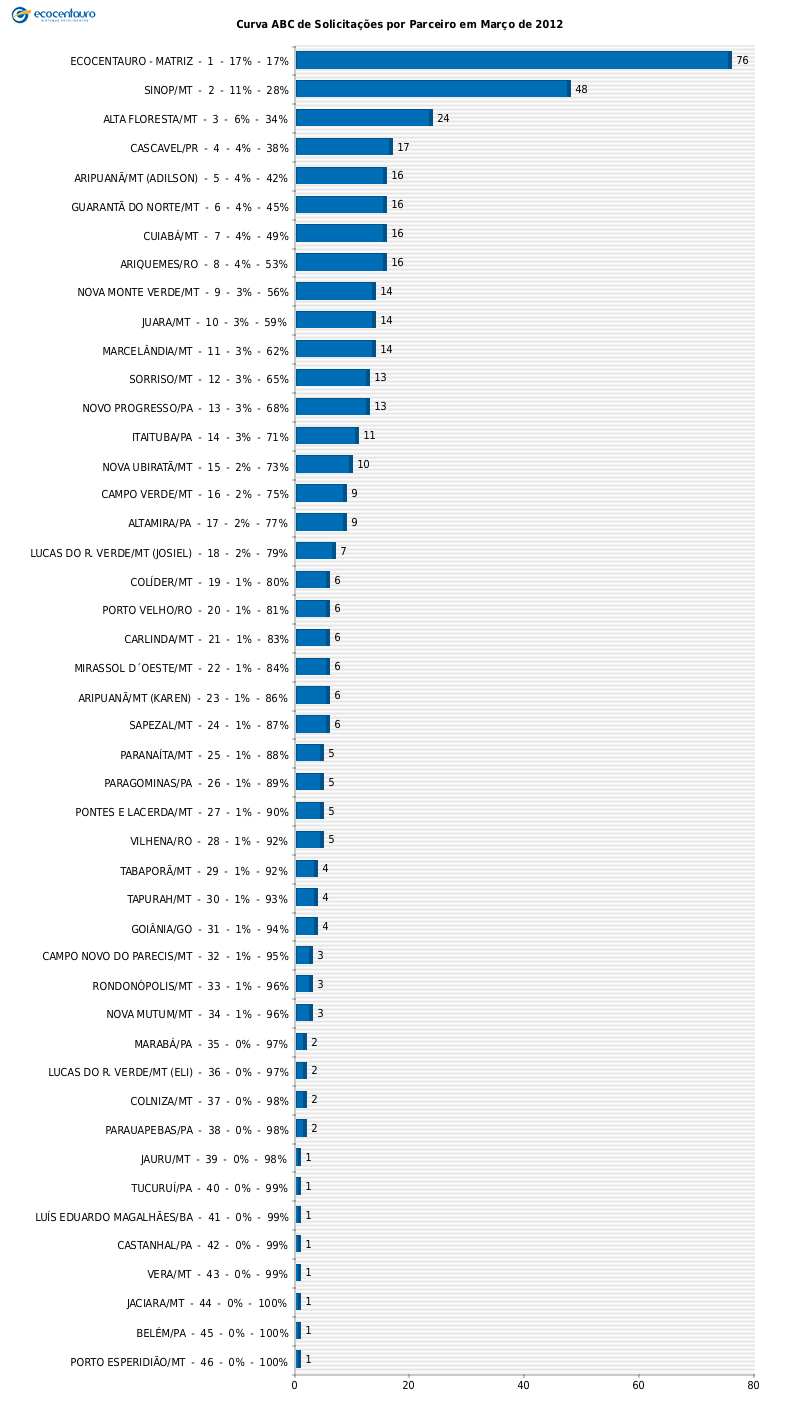 ecocentauro
Curva ABC de Solicitações por Parceiro em Março de 2012
ECOCENTAURO - MATRIZ - 1 - 17% - 17% 76
SINOP/MT - 2 - 11% - 28% 48
ALTA FLORESTA/MT - 3 - 6% - 34% 24
CASCAVEL/PR - 4 - 4% - 38% 17
ARIPUANÃ/MT (ADILSON) - 5 - 4% - 42% 16
GUARANTÃ DO NORTE/MT - 6 - 4% - 45% 16
CUIABÁ/MT - 7 - 4% - 49% 16
ARIQUEMES/RO - 8 - 4% - 53% 16
NOVA MONTE VERDE/MT - 9 - 3% - 56% 14
JUARA/MT - 10 - 3% - 59% 14
MARCELÂNDIA/MT - 11 - 3% - 62% 14
SORRISO/MT - 12 - 3% - 65% 13
NOVO PROGRESSO/PA - 13 - 3% - 68% 13
ITAITUBA/PA - 14 - 3% - 71% 11
NOVA UBIRATÃ/MT - 15 - 2% - 73% 10
CAMPO VERDE/MT - 16 - 2% - 75% 9
ALTAMIRA/PA - 17 - 2% - 77% 9
LUCAS DO R. VERDE/MT (JOSIEL) - 18 - 2% - 79% 7
COLÍDER/MT - 19 - 1% - 80% 6
PORTO VELHO/RO - 20 - 1% - 81% 6
CARLINDA/MT - 21 - 1% - 83% 6
MIRASSOL D´OESTE/MT - 22 - 1% - 84% 6
ARIPUANÃ/MT (KAREN) - 23 - 1% - 86% 6
SAPEZAL/MT - 24 - 1% - 87% 6
PARANAÍTA/MT - 25 - 1% - 88% 5
PARAGOMINAS/PA - 26 - 1% - 89% 5
PONTES E LACERDA/MT - 27 - 1% - 90% 5
VILHENA/RO - 28 - 1% - 92% 5
TABAPORÃ/MT - 29 - 1% - 92% 4
TAPURAH/MT - 30 - 1% - 93% 4
GOIÂNIA/GO - 31 - 1% - 94% 4
CAMPO NOVO DO PARECIS/MT - 32 - 1% - 95% 3
RONDONÓPOLIS/MT - 33 - 1% - 96% 3
NOVA MUTUM/MT - 34 - 1% - 96% 3
MARABÁ/PA - 35 - 0% - 97% 2
LUCAS DO R. VERDE/MT (ELI) - 36 - 0% - 97% 2
COLNIZA/MT - 37 - 0% - 98% 2
PARAUAPEBAS/PA - 38 - 0% - 98% 2
JAURU/MT - 39 - 0% - 98% 1
TUCURUÍ/PA - 40 - 0% - 99% 1
LUÍS EDUARDO MAGALHÃES/BA - 41 - 0% - 99% 1
CASTANHAL/PA - 42 - 0% - 99% 1
VERA/MT - 43 - 0% - 99% 1
JACIARA/MT - 44 - 0% - 100% 1
BELÉM/PA - 45 - 0% - 100% 1
PORTO ESPERIDIÃO/MT - 46 - 0% - 100% 1
0 20 40 60 80